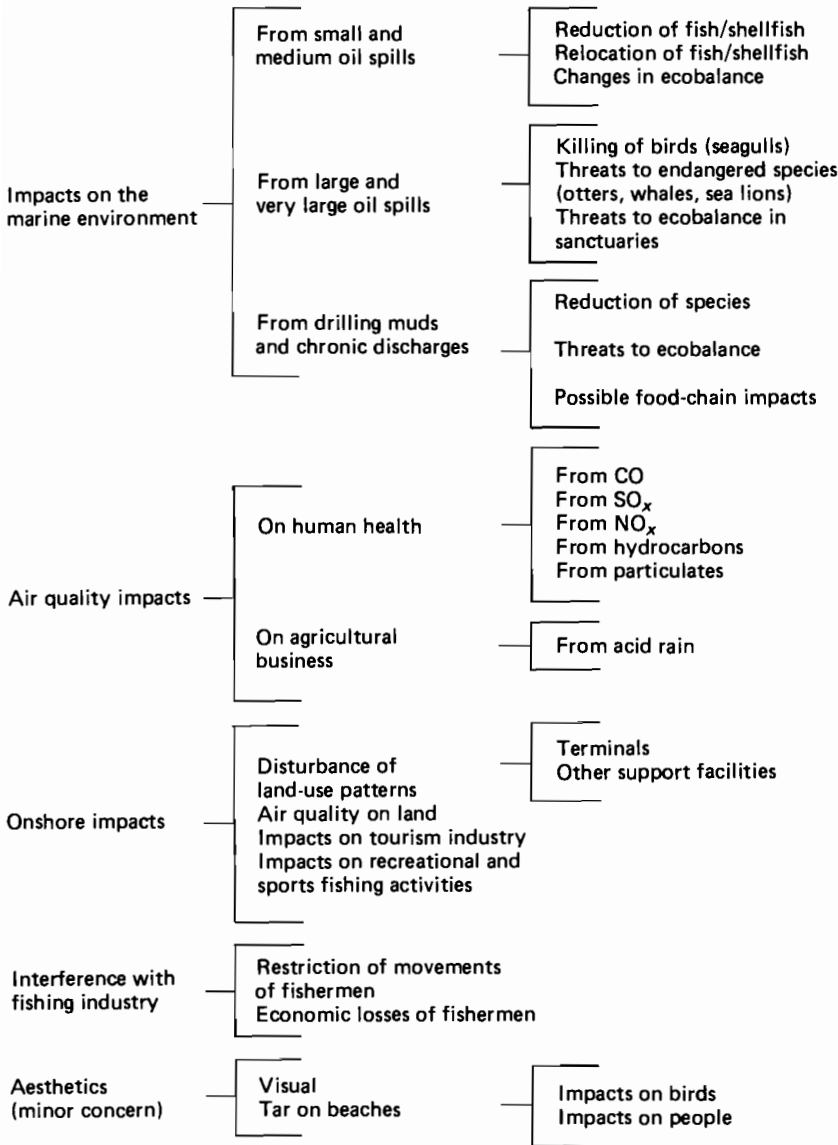 From small and
medium oil spills
Reduction of fish/shellfish
Relocation of fish/shellfish
Changes in ecobalance
Impacts on the
marine environment
From large and
very large oil spills
Killing of birds (seagulls)
Threats to endangered species
(otters, whales, sea lions)
Threats to ecobalance in
sanctuaries
From drilling muds
and chronic discharges
Reduction of species
Threats to ecobalance
Possible food-chain impacts
Air quality impacts
On human health
From CO
From SOx
From NOx
From hydrocarbons
From particulates
On agricultural
business
From acid rain
Onshore impacts
Disturbance of
land-use patterns
Air quality on land
Impacts on tourism industry
Impacts on recreational and
sports fishing activities
Terminals
Other support facilities
Interference with
fishing industry
Restriction of movements
of fishermen
Economic losses of fishermen
Aesthetics
(minor concern)
Visual
Tar on beaches
Impacts on birds
Impacts on people